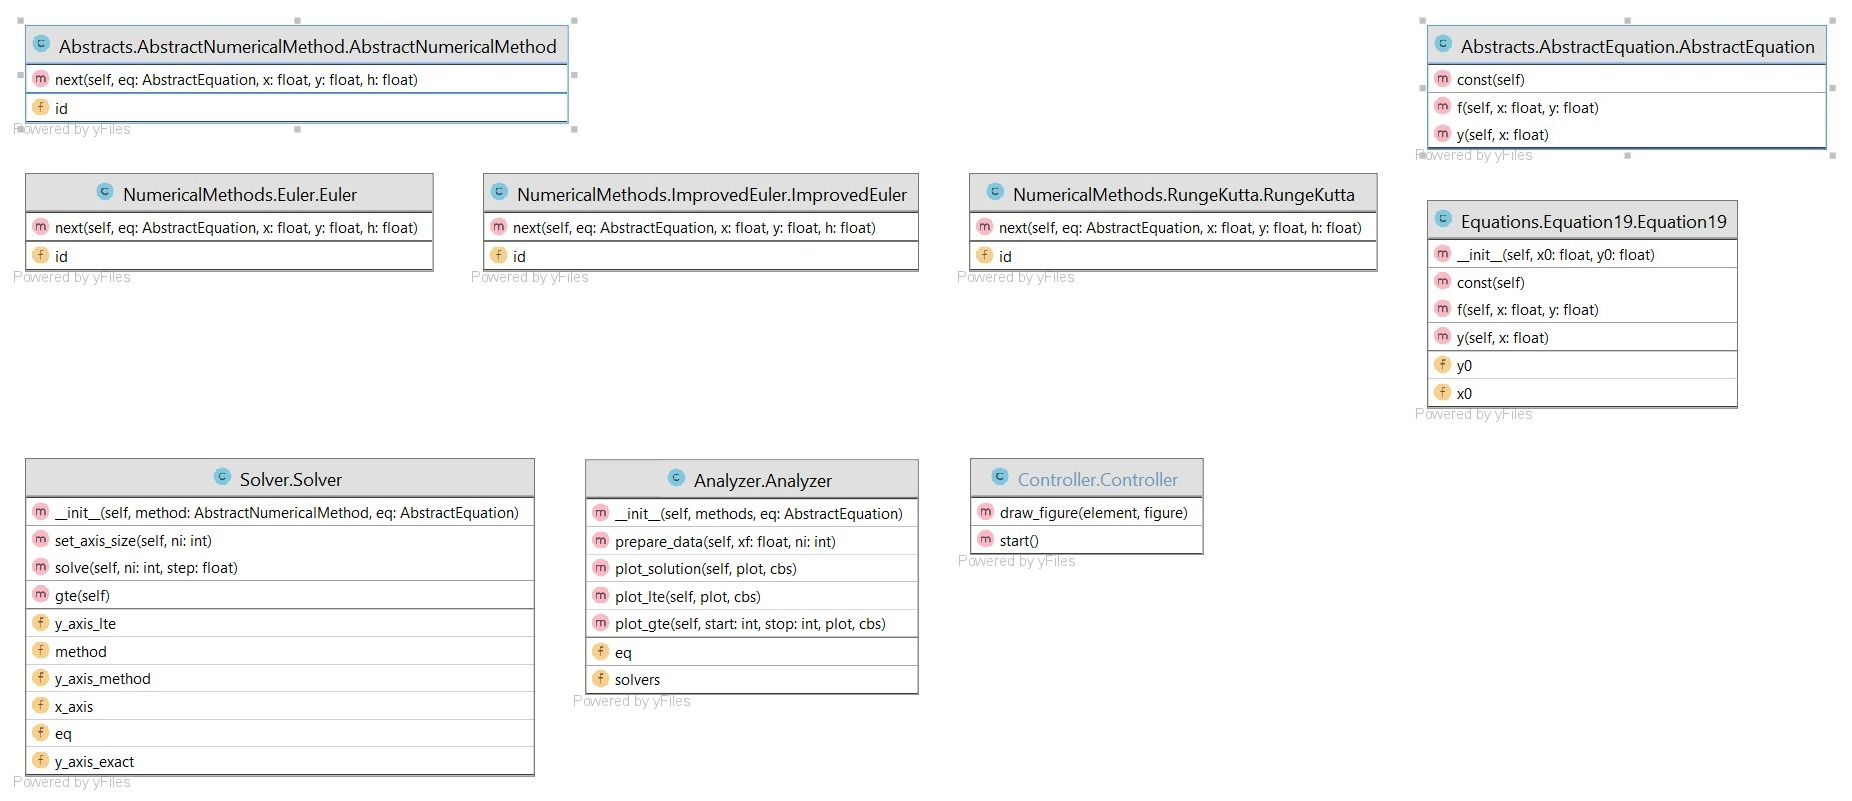 C Abstracts.AbstractNumericalMethod.AbstractNumericalMethod
m next(self, eq: AbstractEquation, x: float, y: float, h: float)
f id
Powered by yFiles
C Abstracts.AbstractEquation.AbstractEquation
m const(self)
m f(self, x: float, y: float)
m y(self, x: float)
Powered by yFiles
C NumericalMethods.Euler.Euler
m next(self, eq: AbstractEquation, x: float, y: float, h: float)
f id
Powered by yFiles
C NumericalMethods.ImprovedEuler.ImprovedEuler
m next(self, eq: AbstractEquation, x: float, y: float, h: float)
f id
Powered by yFiles
C NumericalMethods.RungeKutta.RungeKutta
m next(self, eq: AbstractEquation, x: float, y: float, h: float)
f id
Powered by yFiles
C Equations.Equation19.Equation19
m __init__(self, x0: float, y0: float)
m const(self)
m f(self, x: float, y: float)
m y(self, x: float)
f y0
f x0
Powered by yFiles
C Solver.Solver
m __init__(self, method: AbstractNumericalMethod, eq: AbstractEquation)
m set_axis_size(self, ni: int)
m solve(self, ni: int, step: float)
m gte(self)
f y_axis_lte
f method
f y_axis_method
f x_axis
f eq
f y_axis_exact
Powered by yFiles
C Analyzer.Analyzer
m __init__(self, methods, eq: AbstractEquation)
m prepare_data(self, xf: float, ni: int)
m plot_solution(self, plot, cbs)
m plot_lte(self, plot, cbs)
m plot_gte(self, start: int, stop: int, plot, cbs)
f eq
f solvers
Powered by yFiles
C Controller.Controller
m draw_figure(element, figure)
m start()
Powered by yFiles